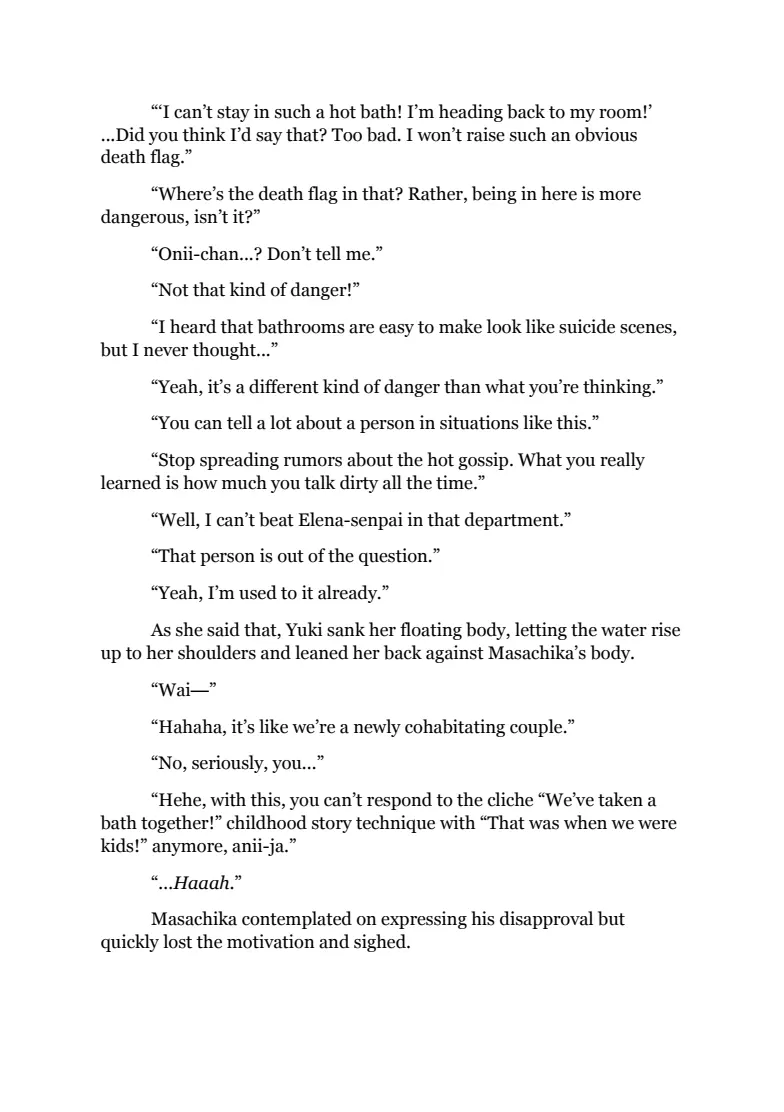 “‘I can’t stay in such a hot bath! I’m heading back to my room!’
...Did you think I’d say that? Too bad. I won’t raise such an obvious
death flag.”
“Where’s the death flag in that? Rather, being in here is more
dangerous, isn’t it?”
“Onii-chan...? Don’t tell me.”
“Not that kind of danger!”
“I heard that bathrooms are easy to make look like suicide scenes,
but I never thought...”
“Yeah, it’s a different kind of danger than what you’re thinking.”
“You can tell a lot about a person in situations like this.”
“Stop spreading rumors about the hot gossip. What you really
learned is how much you talk dirty all the time.”
“Well, I can’t beat Elena-senpai in that department.”
“That person is out of the question.”
“Yeah, I’m used to it already.”
As she said that, Yuki sank her floating body, letting the water rise
up to her shoulders and leaned her back against Masachika’s body.
“Wai—”
“Hahaha, it’s like we’re a newly cohabitating couple.”
“No, seriously, you...”
“Hehe, with this, you can’t respond to the cliche “We’ve taken a
bath together!” childhood story technique with “That was when we were
kids!” anymore, anii-ja.”
“...Haaah.”
Masachika contemplated on expressing his disapproval but
quickly lost the motivation and sighed.